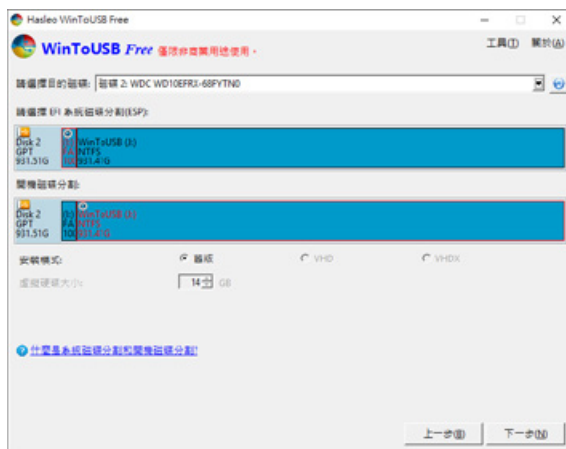 Hasleo WinToUSB Free
WinToUSB Free 僅限非商業用途使用。
工具(T) 關於(A)
請選擇目的磁碟: 磁碟 2: WDC WD10EFRX-68FYTN0
請選擇 EFI 系統磁碟分割(ESP):
Disk 2
GPT
931.51G
WinToUSB (J:)
NTFS
931.41G
開機磁碟分割:
Disk 2
GPT
931.51G
WinToUSB (J:)
NTFS
931.41G
安裝模式: 舊版 VHD VHDX
虛擬硬碟大小: 14 GB
什麼是系統磁碟分割和開機磁碟分割?
上一步(B) 下一步(N)